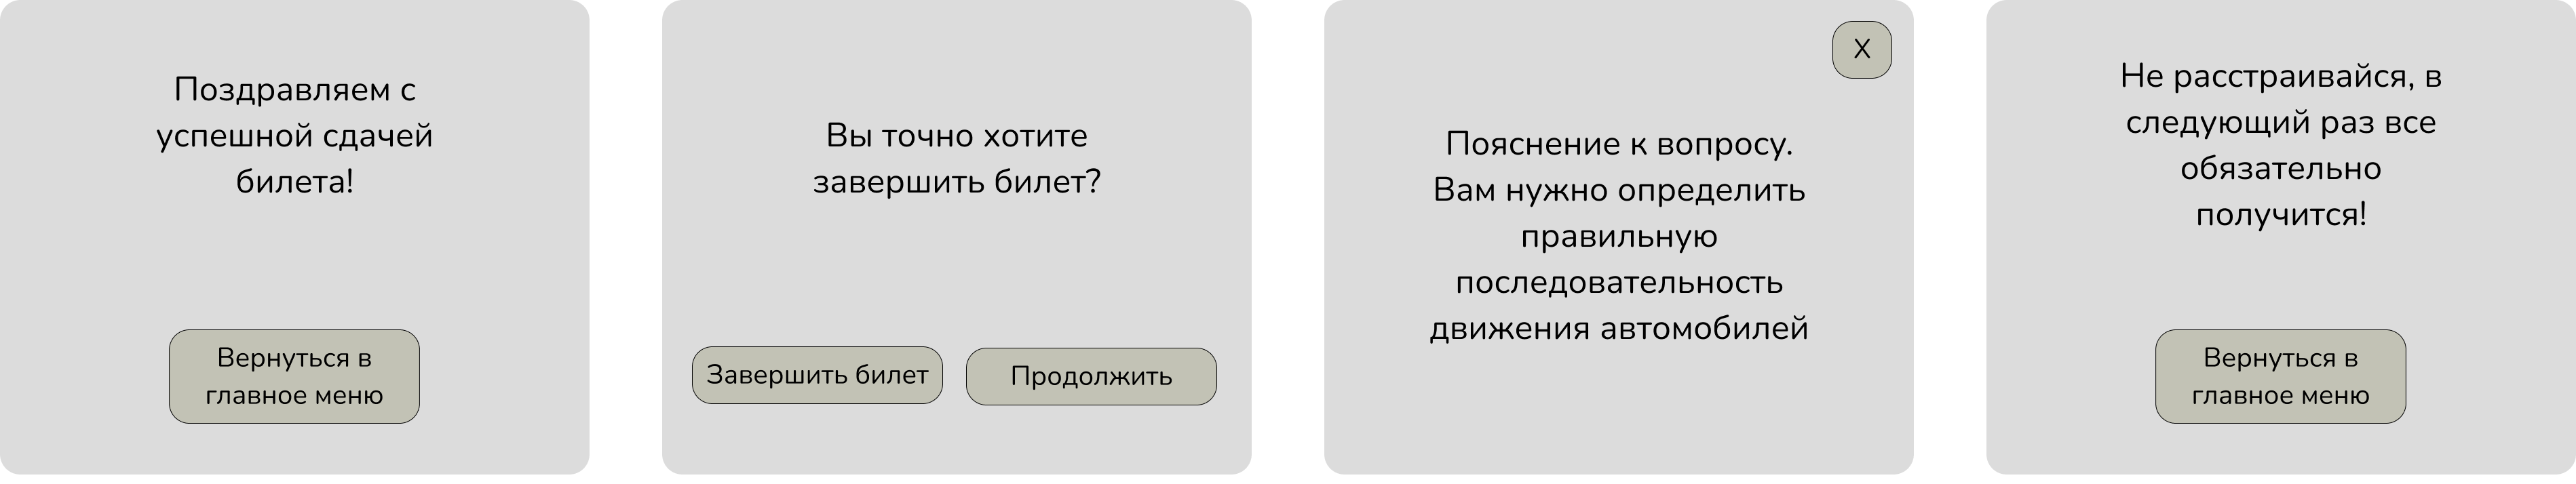 Поздравляем с
успешной сдачей
билета!
Вернуться в
главное меню
Вы точно хотите
завершить билет?
Завершить билет
Продолжить
X
Пояснение к вопросу.
Вам нужно определить
правильную
последовательность
движения автомобилей
Не расстраивайся, в
следующий раз все
обязательно
получится!
Вернуться в
главное меню